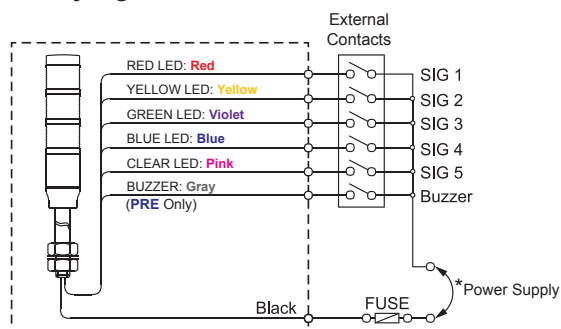 External
Contacts
RED LED: Red
SIG 1
YELLOW LED: Yellow
SIG 2
GREEN LED: Violet
SIG 3
BLUE LED: Blue
SIG 4
CLEAR LED: Pink
SIG 5
BUZZER: Gray
Buzzer
(PRE Only)
*Power Supply
Black
FUSE